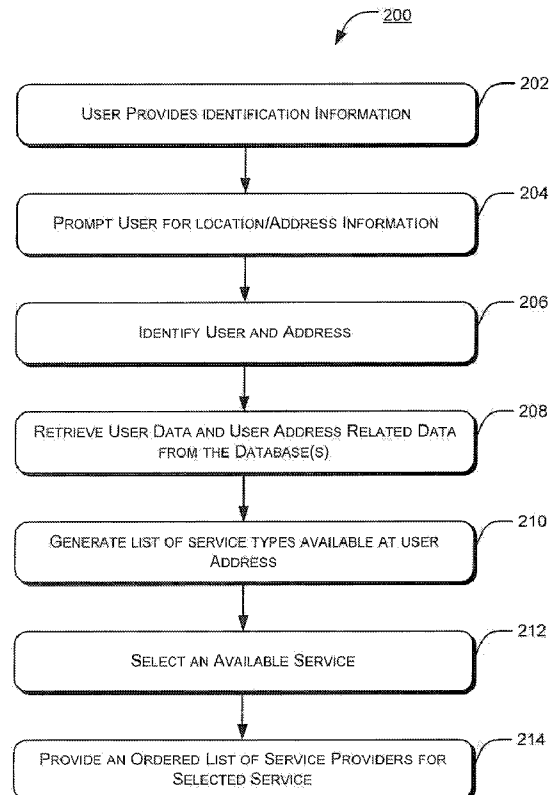 200
USER PROVIDES IDENTIFICATION INFORMATION
202
PROMPT USER FOR LOCATION/ADDRESS INFORMATION
204
IDENTIFY USER AND ADDRESS
206
RETRIEVE USER DATA AND USER ADDRESS RELATED DATA
FROM THE DATABASE(S)
208
GENERATE LIST OF SERVICE TYPES AVAILABLE AT USER
ADDRESS
210
SELECT AN AVAILABLE SERVICE
212
PROVIDE AN ORDERED LIST OF SERVICE PROVIDERS FOR
SELECTED SERVICE
214